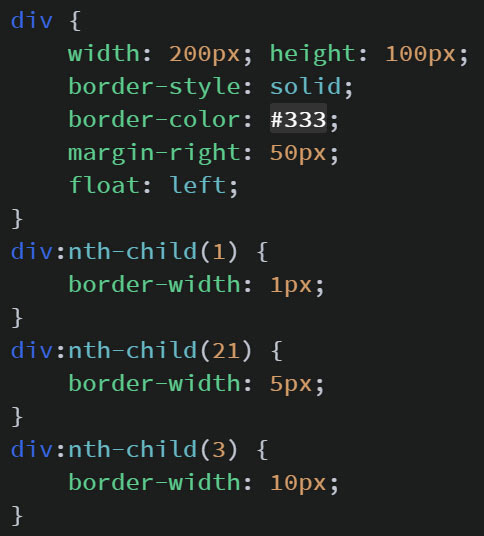 div {
    width: 200px; height: 100px;
    border-style: solid;
    border-color: #333;
    margin-right: 50px;
    float: left;
}
div:nth-child(1) {
    border-width: 1px;
}
div:nth-child(21) {
    border-width: 5px;
}
div:nth-child(3) {
    border-width: 10px;
}